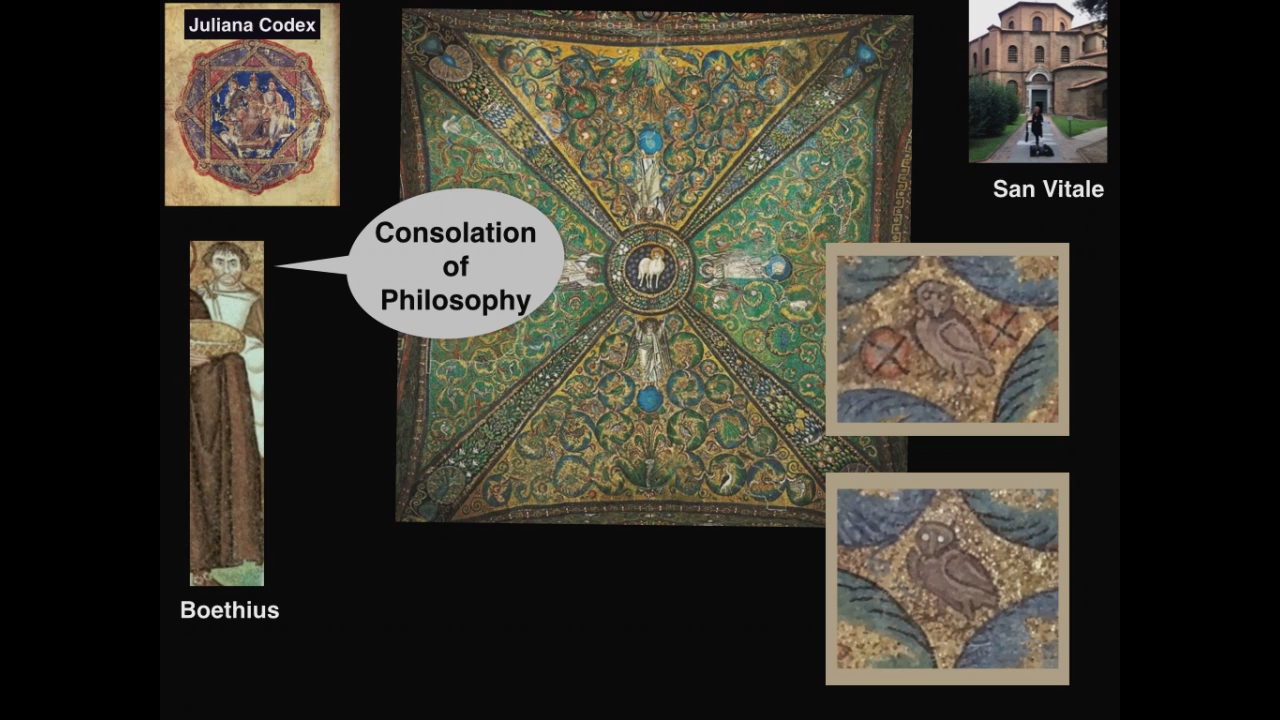 Juliana Codex
San Vitale
Consolation
of
Philosophy
Boethius